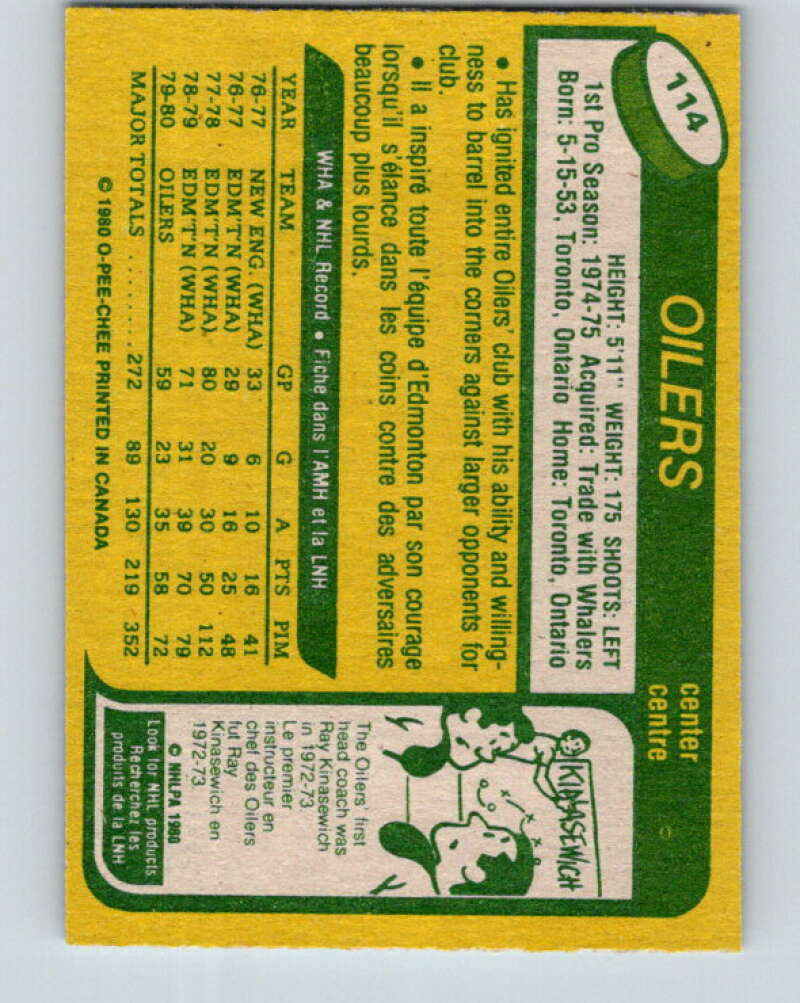 114
OILERS
center
centre
HEIGHT: 5'11" WEIGHT: 175 SHOOTS: LEFT
1st Pro Season: 1974-75 Acquired: Trade with Whalers
Born: 5-15-53, Toronto, Ontario Home: Toronto, Ontario
• Has ignited entire Oilers' club with his ability and willing-
ness to barrel into the corners against larger opponents for
club.
• Il a inspiré toute l'équipe d'Edmonton par son courage
lorsqu'il s'élance dans les coins contre des adversaires
beaucoup plus lourds.
WHA & NHL Record • Fiche dans l'AMH et la LNH
YEAR TEAM GP G A PTS PIM
76-77 NEW ENG. (WHA) 33 6 10 16 41
76-77 EDM'T'N (WHA) 29 9 16 25 48
77-78 EDM'T'N (WHA) 80 20 30 50 112
78-79 EDM'T'N (WHA) 71 31 39 70 79
79-80 OILERS 59 23 35 58 72
MAJOR TOTALS ........ 272 89 130 219 352
© 1980 O-PEE-CHEE PRINTED IN CANADA
KINASEWICH
The Oilers' first
head coach was
Ray Kinasewich
in 1972-73.
Le premier
instructeur en
chef des Oilers
fut Ray
Kinasewich en
1972-73.
© NHLPA 1980
Look for NHL products
Recherchez les
produits de la LNH